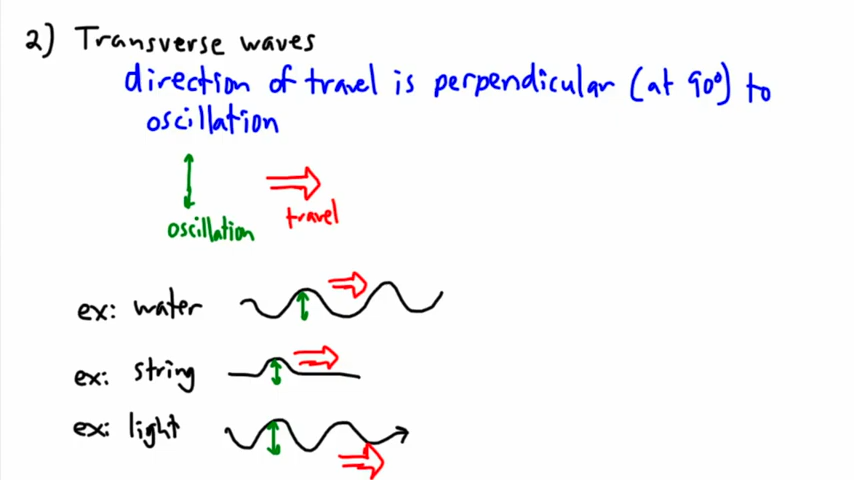 2) Transverse waves
direction of travel is perpendicular (at 90°) to
oscillation
oscillation
travel
ex: water
ex: string
ex: light